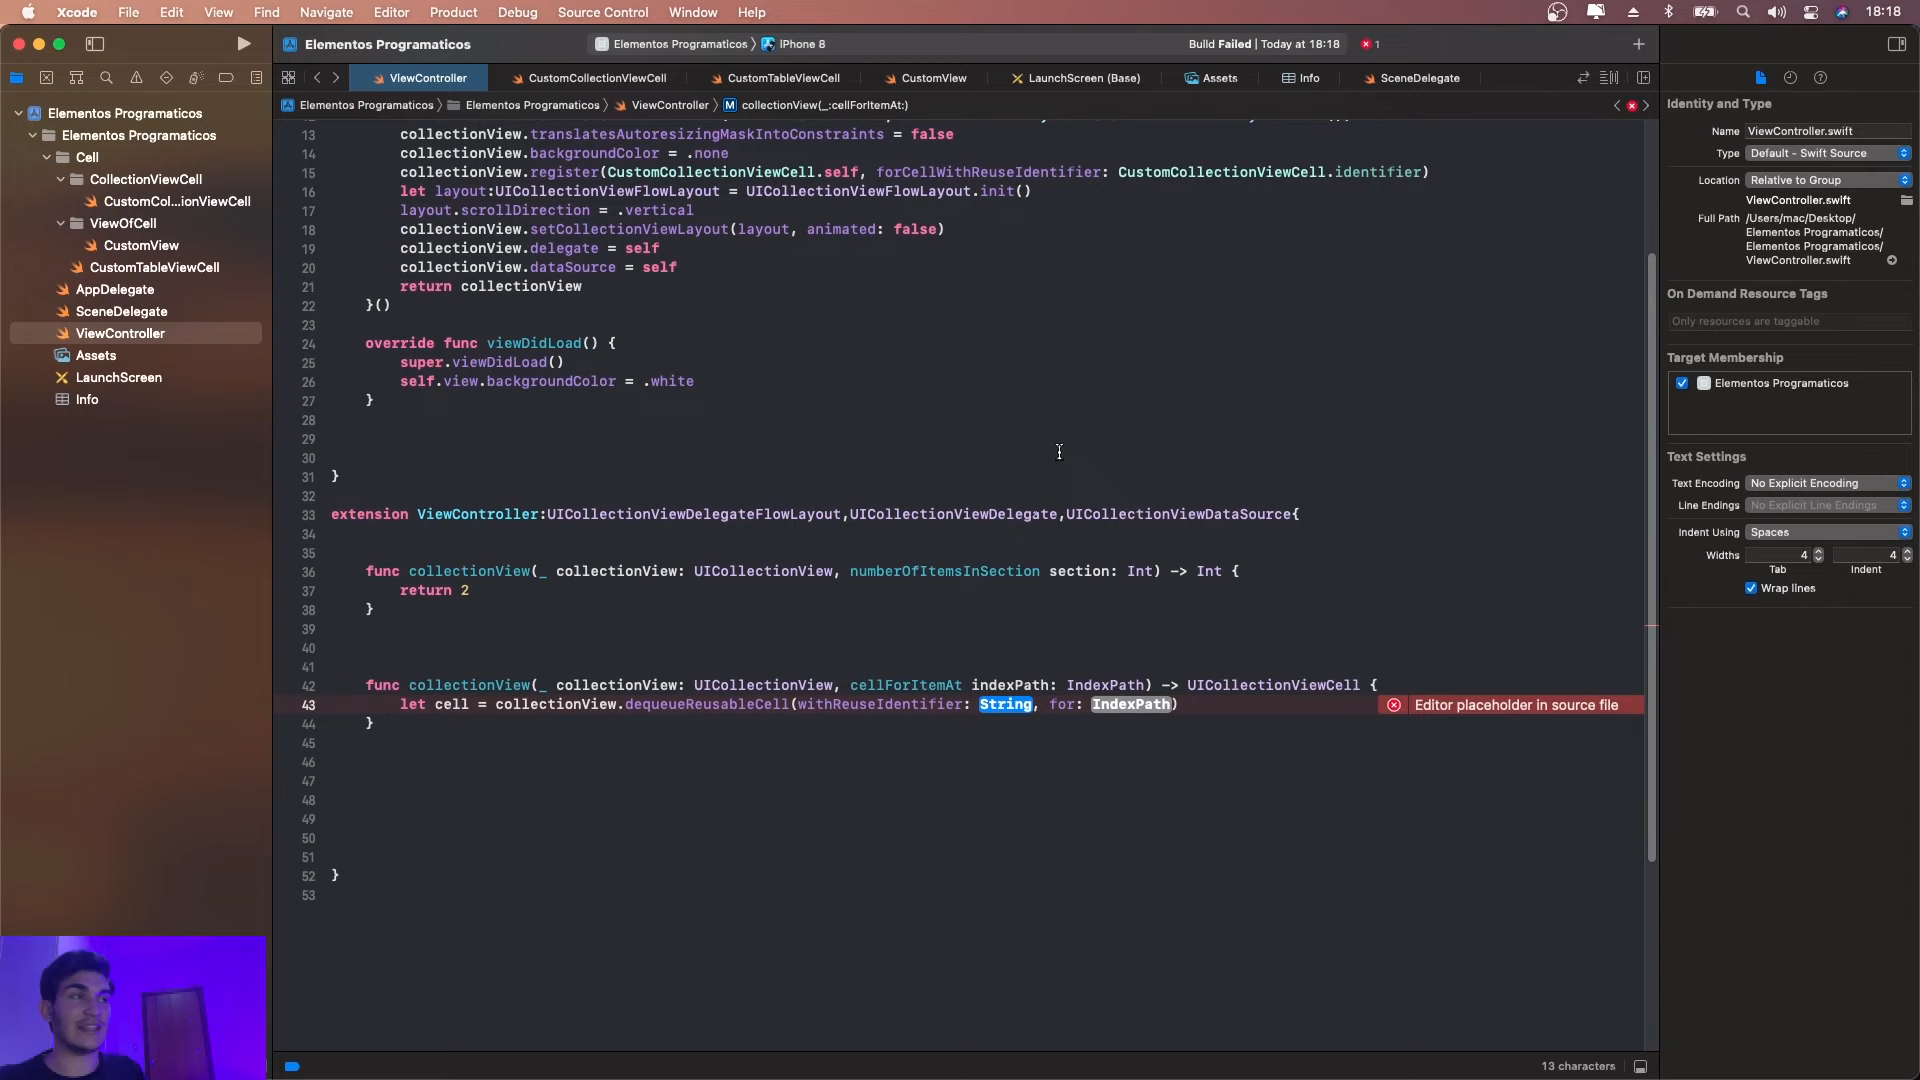 Xcode File Edit View Find Navigate Editor Product Debug Source Control Window Help 18:18
Elementos Programaticos Elementos Programaticos iPhone 8 Build Failed | Today at 18:18 1
ViewController CustomCollectionViewCell CustomTableViewCell CustomView LaunchScreen (Base) Assets Info SceneDelegate
Elementos Programaticos Elementos Programaticos ViewController M collectionView(_:cellForItemAt:)
Elementos Programaticos
Elementos Programaticos
Cell
CollectionViewCell
CustomCol...ionViewCell
ViewOfCell
CustomView
CustomTableViewCell
AppDelegate
SceneDelegate
ViewController
Assets
LaunchScreen
Info
13 collectionView.translatesAutoresizingMaskIntoConstraints = false
14 collectionView.backgroundColor = .none
15 collectionView.register(CustomCollectionViewCell.self, forCellWithReuseIdentifier: CustomCollectionViewCell.identifier)
16 let layout:UICollectionViewFlowLayout = UICollectionViewFlowLayout.init()
17 layout.scrollDirection = .vertical
18 collectionView.setCollectionViewLayout(layout, animated: false)
19 collectionView.delegate = self
20 collectionView.dataSource = self
21 return collectionView
22 }()
23
24 override func viewDidLoad() {
25 super.viewDidLoad()
26 self.view.backgroundColor = .white
27 }
28
29
30
31 }
32
33 extension ViewController:UICollectionViewDelegateFlowLayout,UICollectionViewDelegate,UICollectionViewDataSource{
34
35
36 func collectionView(_ collectionView: UICollectionView, numberOfItemsInSection section: Int) -> Int {
37 return 2
38 }
39
40
41
42 func collectionView(_ collectionView: UICollectionView, cellForItemAt indexPath: IndexPath) -> UICollectionViewCell {
43 let cell = collectionView.dequeueReusableCell(withReuseIdentifier: String, for: IndexPath) Editor placeholder in source file
44 }
45
46
47
48
49
50
51
52 }
53
Identity and Type
Name ViewController.swift
Type Default - Swift Source
Location Relative to Group
ViewController.swift
Full Path /Users/mac/Desktop/
Elementos Programaticos/
Elementos Programaticos/
ViewController.swift
On Demand Resource Tags
Only resources are taggable
Target Membership
Elementos Programaticos
Text Settings
Text Encoding No Explicit Encoding
Line Endings No Explicit Line Endings
Indent Using Spaces
Widths 4 4
Tab Indent
Wrap lines
13 characters